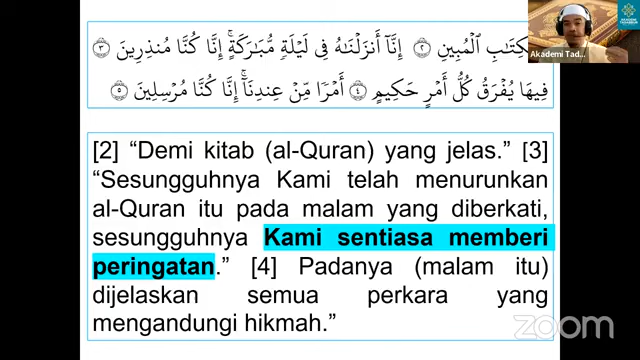 ـكِتَٰبِ الْمُبِينِ ٢ إِنَّآ أَنزَلْنَٰهُ فِى لَيْلَةٍ مُّبَٰرَكَةٍ ۚ إِنَّا كُنَّا مُنذِرِينَ ٣
فِيهَا يُفْرَقُ كُلُّ أَمْرٍ حَكِيمٍ ٤ أَمْرًا مِّنْ عِندِنَآ ۚ إِنَّا كُنَّا مُرْسِلِينَ ٥
[2] “Demi kitab (al-Quran) yang jelas.” [3]
“Sesungguhnya Kami telah menurunkan
al-Quran itu pada malam yang diberkati,
sesungguhnya Kami sentiasa memberi
peringatan.” [4] Padanya (malam itu)
dijelaskan semua perkara yang
mengandungi hikmah.”
Akademi Tad...
zoom